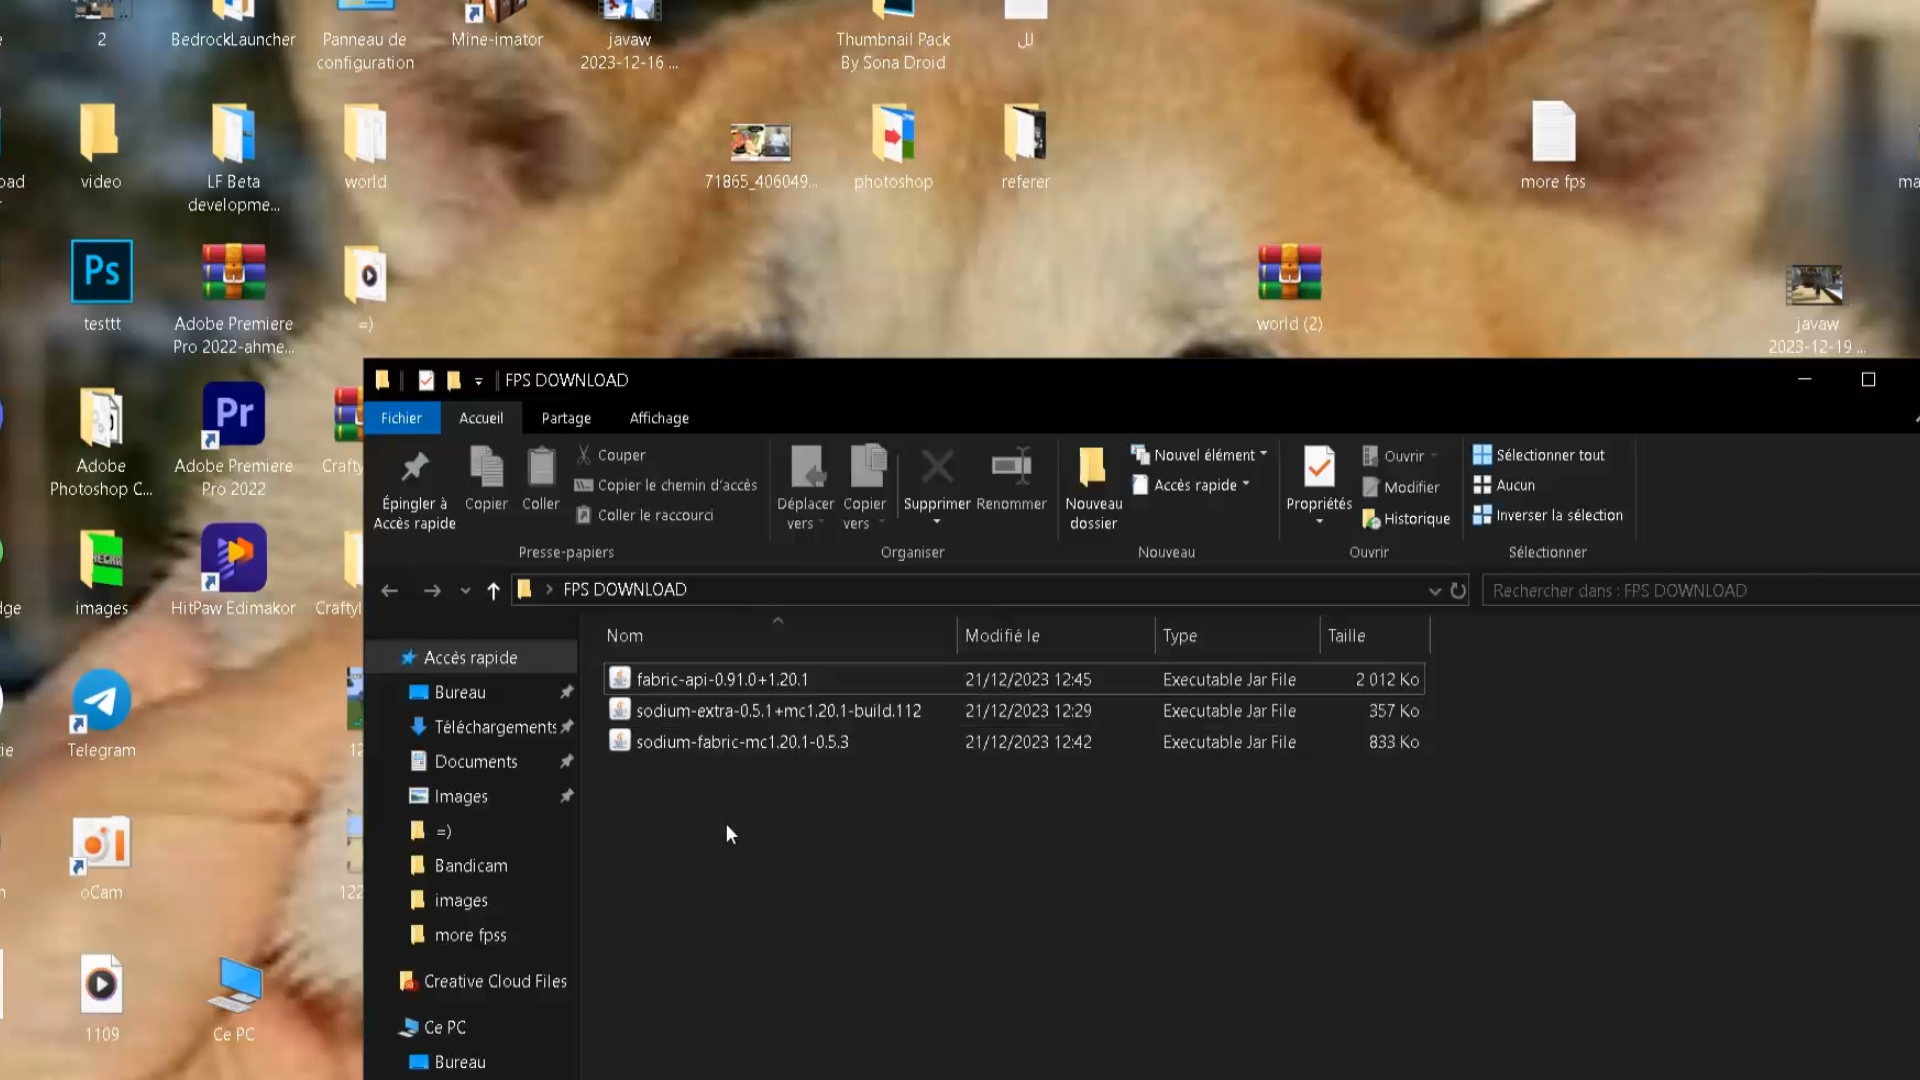 2
BedrockLauncher
Panneau de
configuration
Mine-imator
javaw
2023-12-16 ...
Thumbnail Pack
By Sona Droid
لل
video
LF Beta
developme...
world
71865_406049...
photoshop
referer
more fps
Ps
testtt
Adobe Premiere
Pro 2022-ahme...
=)
world (2)
javaw
2023-12-19 ...
Adobe
Photoshop C...
Pr
Adobe Premiere
Pro 2022
images
HitPaw Edimakor
Telegram
oCam
1109
Ce PC
FPS DOWNLOAD
Fichier
Accueil
Partage
Affichage
Épingler à
Accès rapide
Copier
Coller
Couper
Copier le chemin d'accès
Coller le raccourci
Presse-papiers
Déplacer
vers
Copier
vers
Supprimer
Renommer
Organiser
Nouveau
dossier
Nouvel élément
Accès rapide
Nouveau
Propriétés
Ouvrir
Modifier
Historique
Ouvrir
Sélectionner tout
Aucun
Inverser la sélection
Sélectionner
FPS DOWNLOAD
Rechercher dans : FPS DOWNLOAD
Nom Modifié le Type Taille
fabric-api-0.91.0+1.20.1 21/12/2023 12:45 Executable Jar File 2 012 Ko
sodium-extra-0.5.1+mc1.20.1-build.112 21/12/2023 12:29 Executable Jar File 357 Ko
sodium-fabric-mc1.20.1-0.5.3 21/12/2023 12:42 Executable Jar File 833 Ko
Accès rapide
Bureau
Téléchargements
Documents
Images
=)
Bandicam
images
more fpss
Creative Cloud Files
Ce PC
Bureau